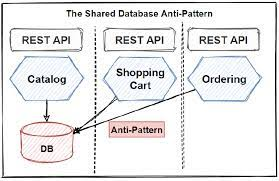 The Shared Database Anti-Pattern
REST API
REST API
REST API
Catalog
Shopping
Cart
Ordering
Anti-Pattern
DB